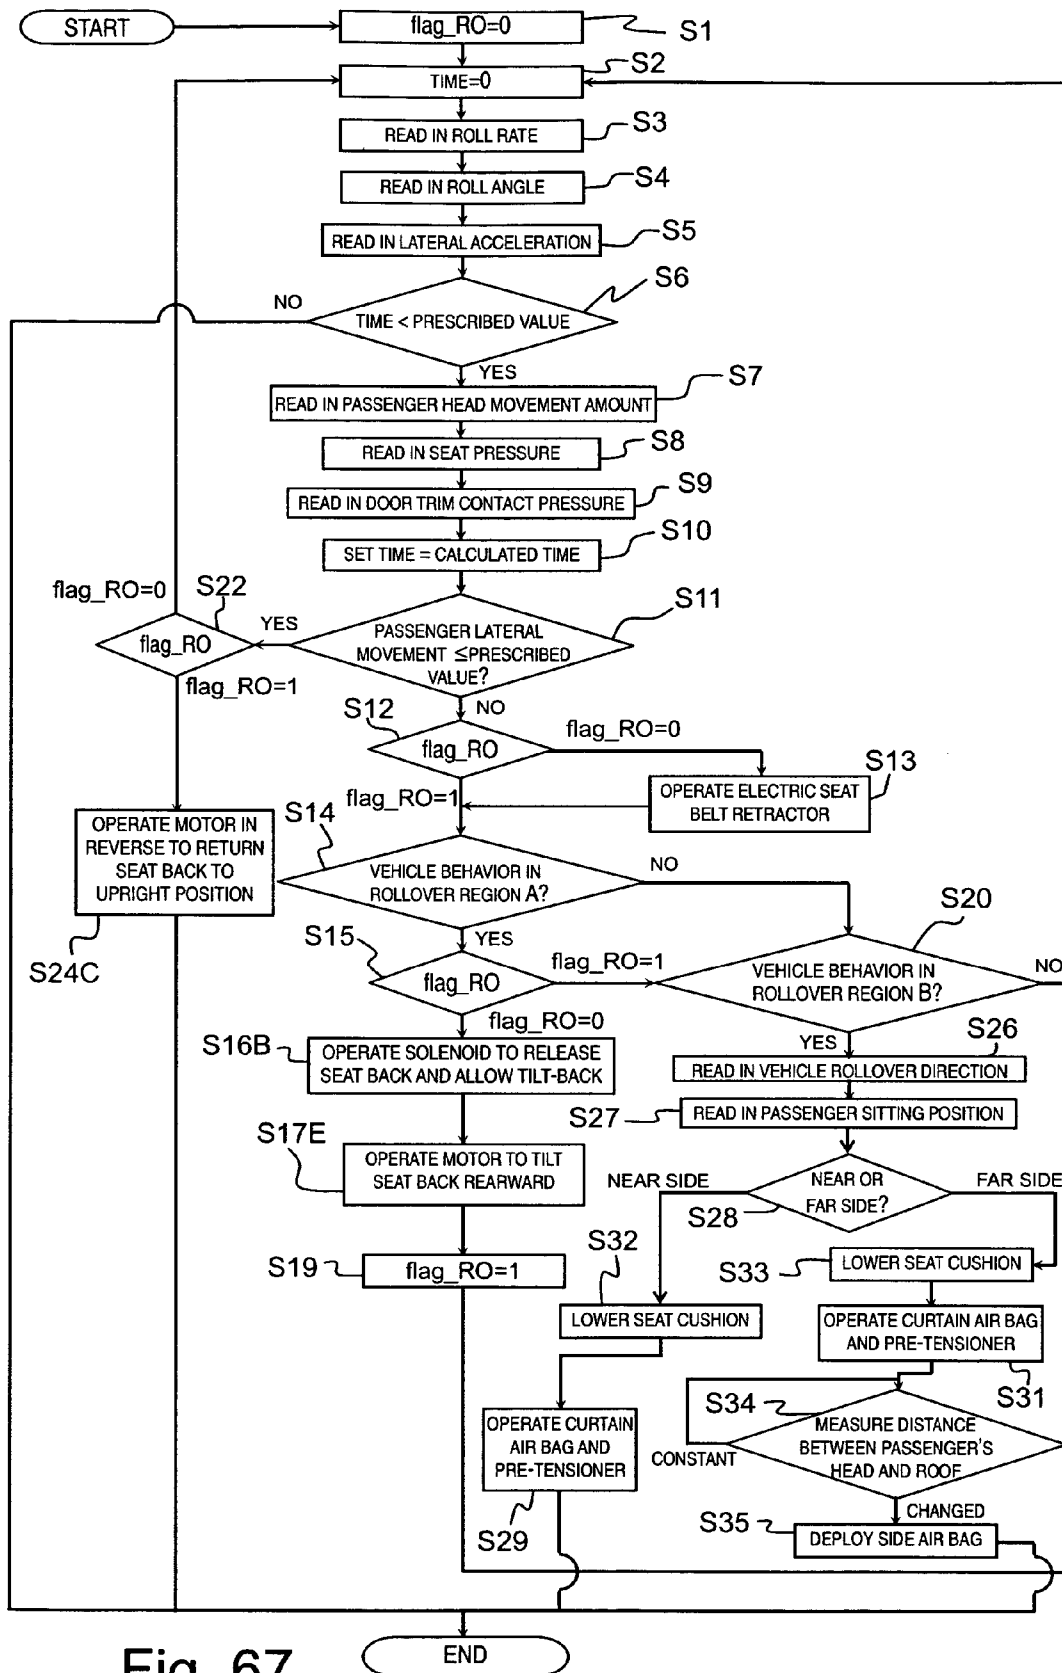 START
flag_RO=0
S1
S2
TIME=0
S3
READ IN ROLL RATE
S4
READ IN ROLL ANGLE
S5
READ IN LATERAL ACCELERATION
S6
NO
TIME < PRESCRIBED VALUE
YES
S7
READ IN PASSENGER HEAD MOVEMENT AMOUNT
S8
READ IN SEAT PRESSURE
S9
READ IN DOOR TRIM CONTACT PRESSURE
S10
SET TIME = CALCULATED TIME
flag_RO=0
S22
S11
YES
flag_RO
PASSENGER LATERAL
MOVEMENT ≤PRESCRIBED
VALUE?
flag_RO=1
NO
S12
flag_RO
flag_RO=0
S13
OPERATE ELECTRIC SEAT
BELT RETRACTOR
flag_RO=1
OPERATE MOTOR IN
REVERSE TO RETURN
SEAT BACK TO
UPRIGHT POSITION
S24C
S14
VEHICLE BEHAVIOR IN
ROLLOVER REGION A?
NO
YES
S20
S15
flag_RO
flag_RO=1
VEHICLE BEHAVIOR IN
ROLLOVER REGION B?
NO
flag_RO=0
YES
S16B
OPERATE SOLENOID TO RELEASE
SEAT BACK AND ALLOW TILT-BACK
S26
READ IN VEHICLE ROLLOVER DIRECTION
S27
READ IN PASSENGER SITTING POSITION
S17E
OPERATE MOTOR TO TILT
SEAT BACK REARWARD
NEAR SIDE
NEAR OR
FAR SIDE?
FAR SIDE
S28
S19
flag_RO=1
S32
LOWER SEAT CUSHION
S33
LOWER SEAT CUSHION
OPERATE CURTAIN AIR BAG
AND PRE-TENSIONER
S31
S34
MEASURE DISTANCE
BETWEEN PASSENGER'S
HEAD AND ROOF
CONSTANT
OPERATE CURTAIN
AIR BAG AND
PRE-TENSIONER
S29
CHANGED
S35
DEPLOY SIDE AIR BAG
END
Fig. 67